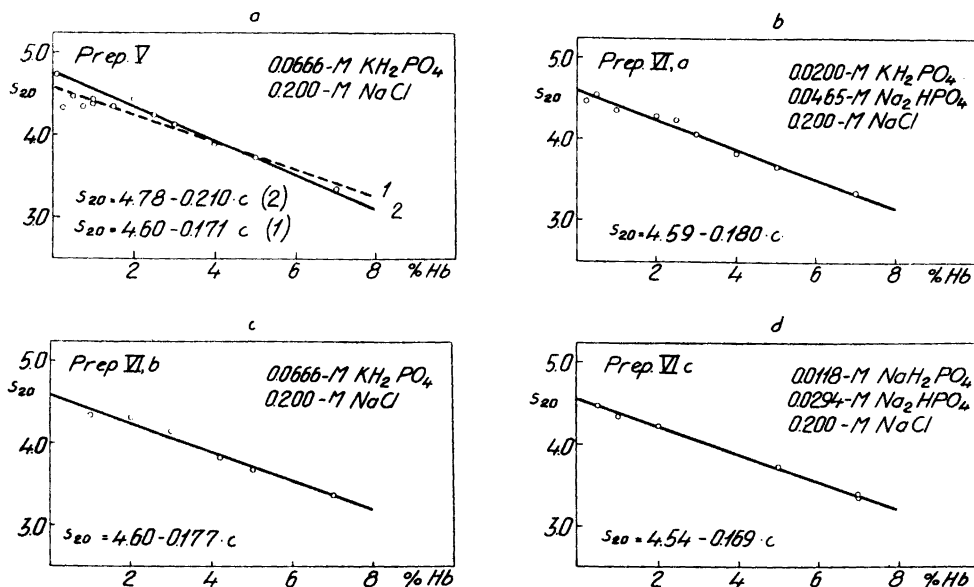 a
5.0
S20
4.0
3.0
Prep. V
0.0666-M KH2PO4
0.200-M NaCl
1
2
S20=4.78-0.210·c (2)
S20=4.60-0.171 c (1)
2 4 6 8 % Hb
b
5.0
S20
4.0
3.0
Prep. VI,a
0.0200-M KH2PO4
0.0465-M Na2HPO4
0.200-M NaCl
S20=4.59-0.180·c
2 4 6 8 % Hb
c
5.0
S20
4.0
3.0
Prep VI,b
0.0666-M KH2PO4
0.200-M NaCl
S20=4.60-0.177·c
2 4 6 8 % Hb
d
5.0
S20
4.0
3.0
Prep. VI c
0.0118-M NaH2PO4
0.0294-M Na2HPO4
0.200-M NaCl
S20=4.54-0.169·c
2 4 6 8 % Hb